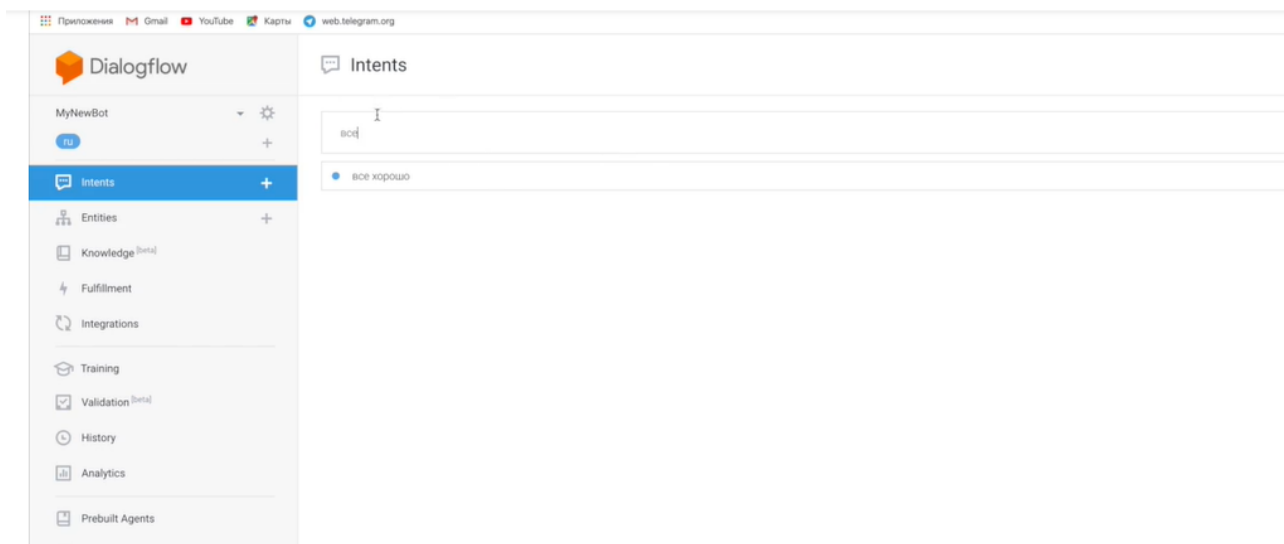 Приложения Gmail YouTube Карты web.telegram.org
Dialogflow
Intents
MyNewBot
ru
все
Intents
все хорошо
Entities
Knowledge [beta]
Fulfillment
Integrations
Training
Validation [beta]
History
Analytics
Prebuilt Agents